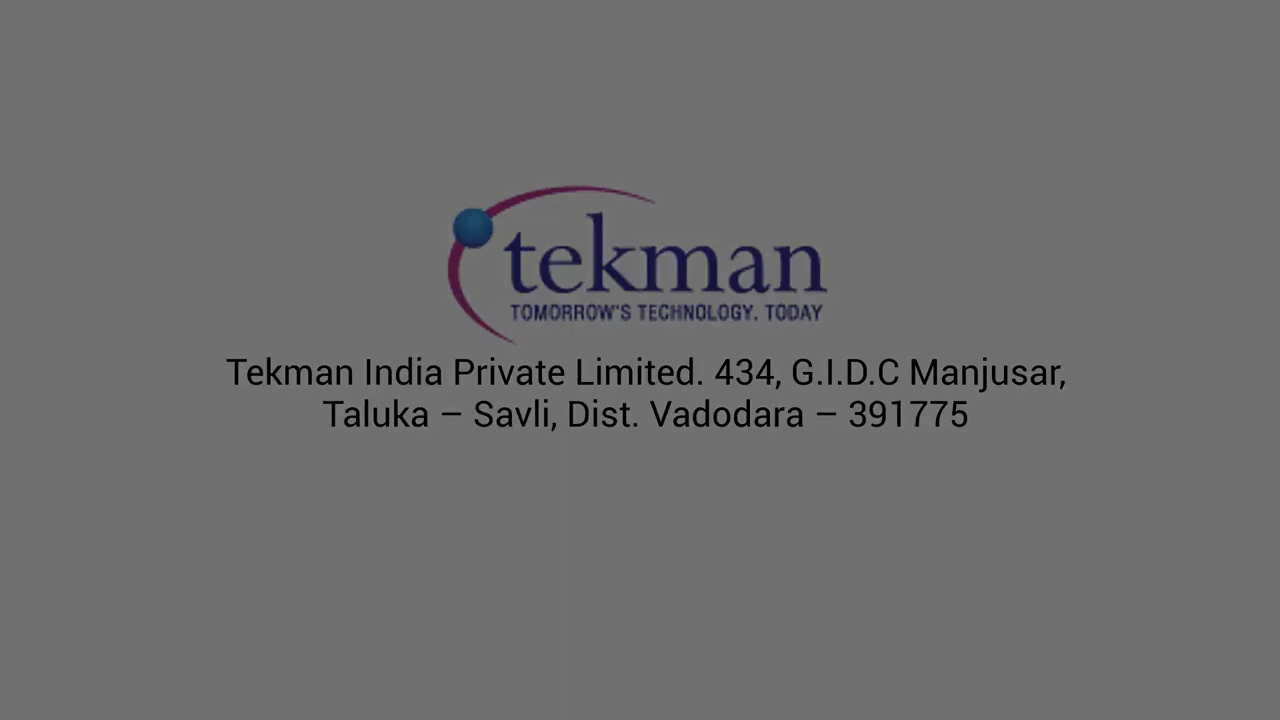 tekman
TOMORROW'S TECHNOLOGY, TODAY
Tekman India Private Limited. 434, G.I.D.C Manjusar,
Taluka – Savli, Dist. Vadodara – 391775